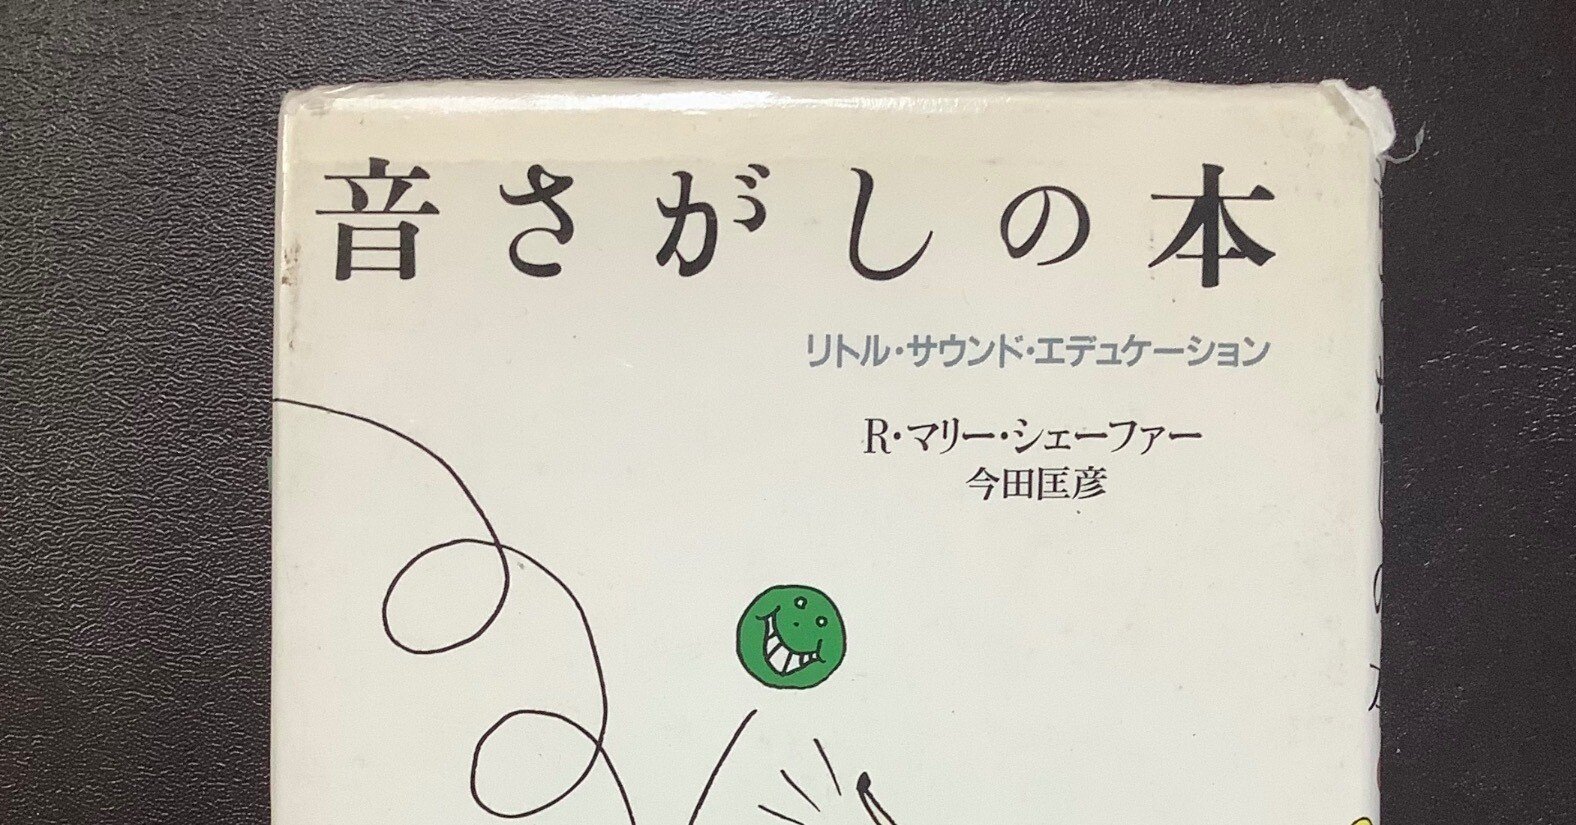 音さがしの本
リトル・サウンド・エデュケーション
R・マリー・シェーファー
今田匡彦